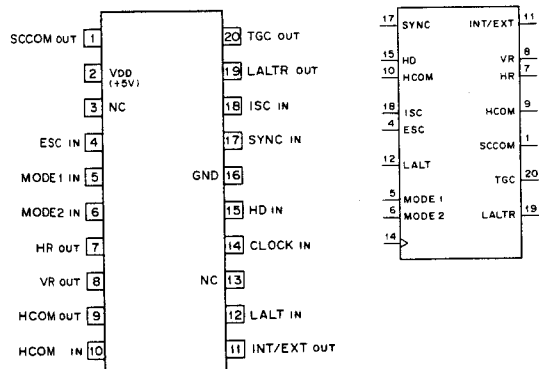 SCCOM OUT 1
2 VDD
(+5V)
3 NC
ESC IN 4
MODE1 IN 5
MODE2 IN 6
HR OUT 7
VR OUT 8
HCOM OUT 9
HCOM IN 10
20 TGC OUT
19 LALTR OUT
18 ISC IN
17 SYNC IN
GND 16
15 HD IN
14 CLOCK IN
NC 13
12 LALT IN
11 INT/EXT OUT
17 SYNC
15 HD
10 HCOM
18 ISC
4 ESC
12 LALT
5 MODE 1
6 MODE 2
14
INT/EXT 11
VR 8
HR 7
HCOM 9
SCCOM 1
TGC 20
LALTR 19